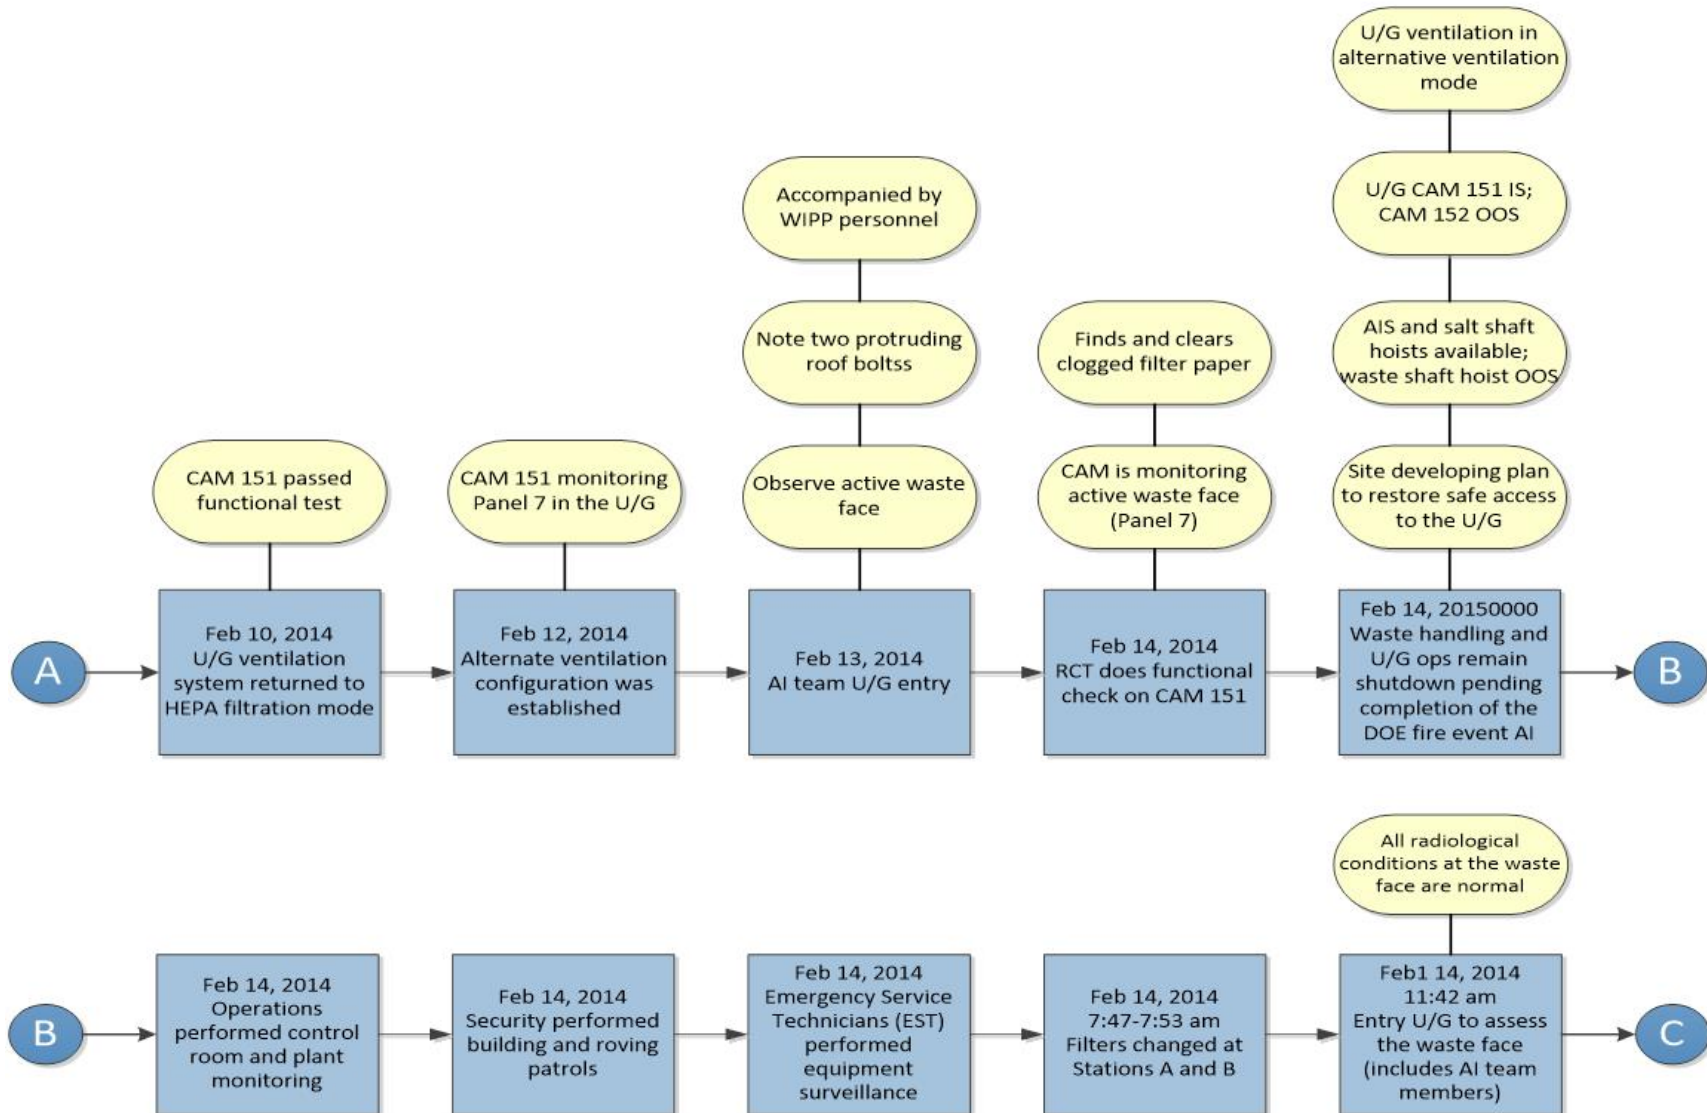 U/G ventilation in
alternative ventilation
mode
Accompanied by
WIPP personnel
U/G CAM 151 IS;
CAM 152 OOS
Note two protruding
roof boltss
Finds and clears
clogged filter paper
AIS and salt shaft
hoists available;
waste shaft hoist OOS
CAM 151 passed
functional test
CAM 151 monitoring
Panel 7 in the U/G
Observe active waste
face
CAM is monitoring
active waste face
(Panel 7)
Site developing plan
to restore safe access
to the U/G
A
Feb 10, 2014
U/G ventilation
system returned to
HEPA filtration mode
Feb 12, 2014
Alternate ventilation
configuration was
established
Feb 13, 2014
AI team U/G entry
Feb 14, 2014
RCT does functional
check on CAM 151
Feb 14, 20150000
Waste handling and
U/G ops remain
shutdown pending
completion of the
DOE fire event AI
B
All radiological
conditions at the waste
face are normal
B
Feb 14, 2014
Operations
performed control
room and plant
monitoring
Feb 14, 2014
Security performed
building and roving
patrols
Feb 14, 2014
Emergency Service
Technicians (EST)
performed
equipment
surveillance
Feb 14, 2014
7:47-7:53 am
Filters changed at
Stations A and B
Feb1 14, 2014
11:42 am
Entry U/G to assess
the waste face
(includes AI team
members)
C